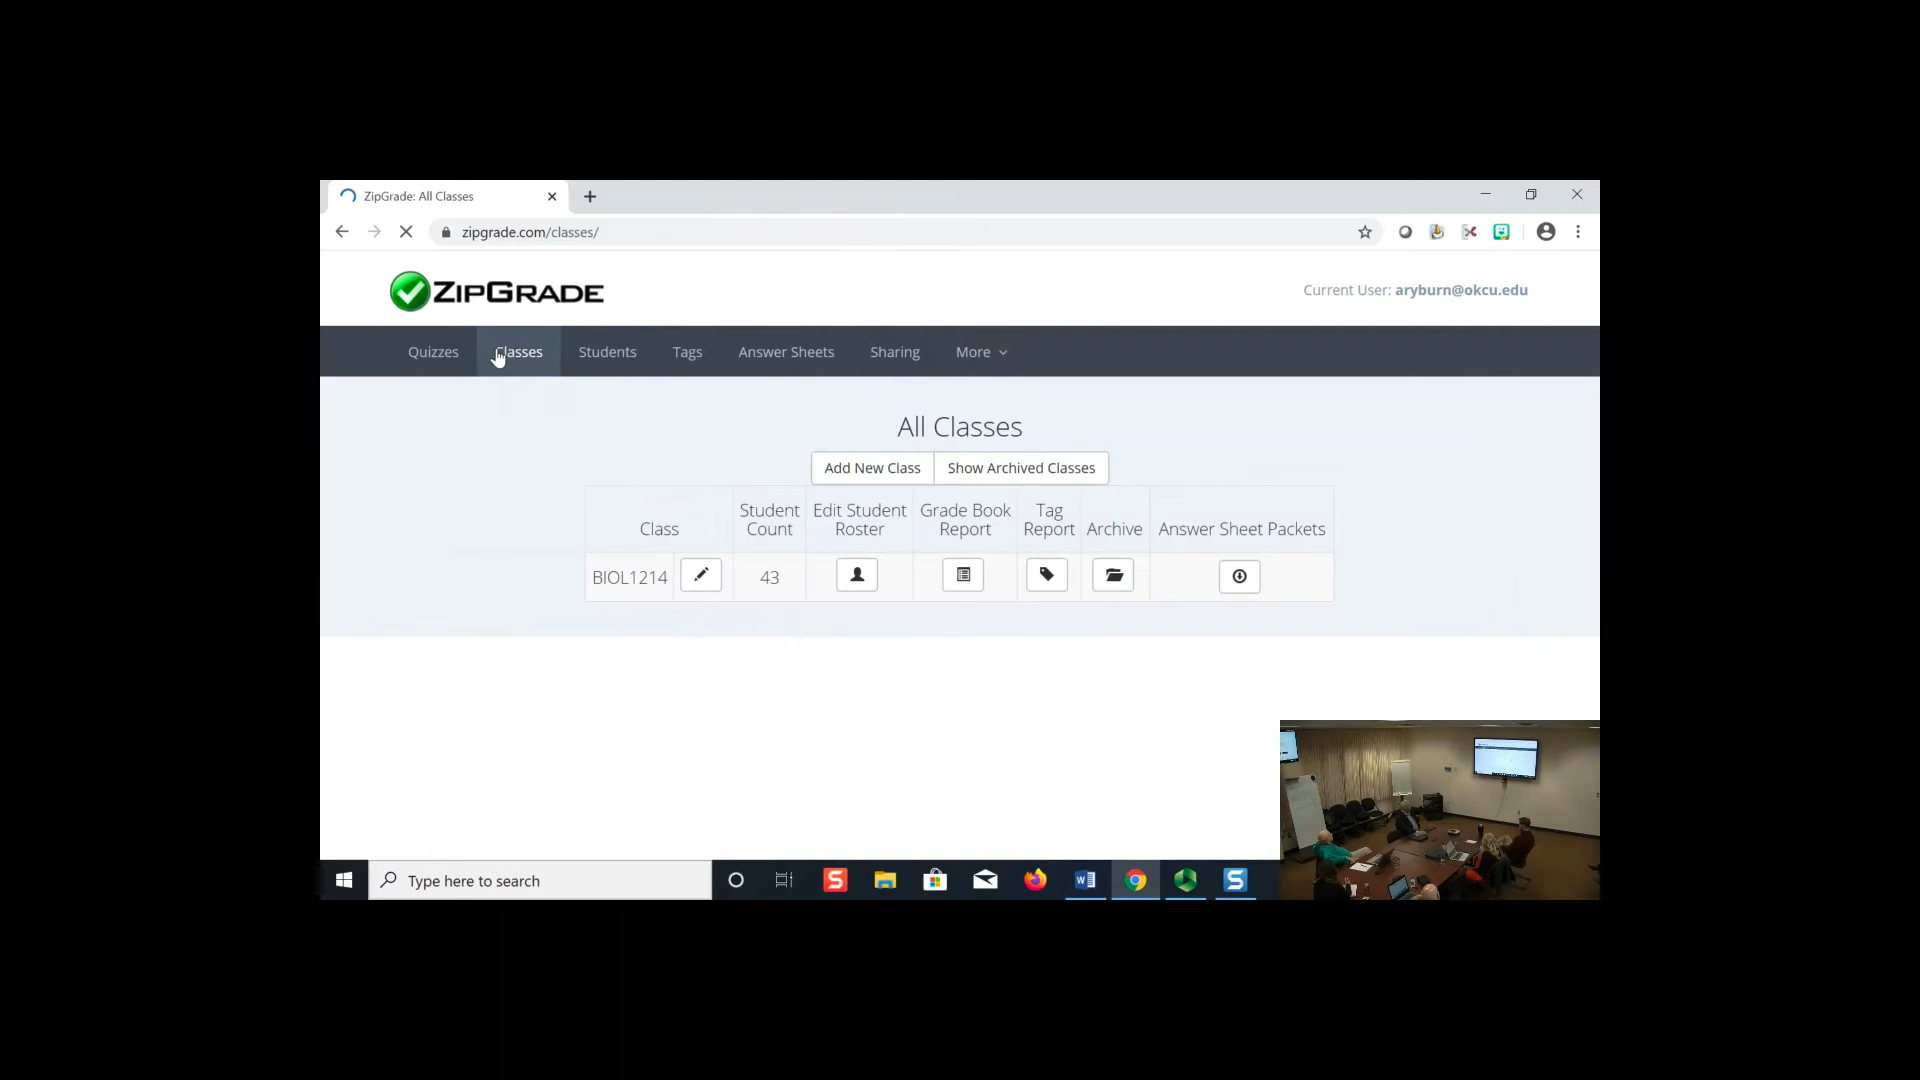 ZipGrade: All Classes
zipgrade.com/classes/
ZIPGRADE
Current User: aryburn@okcu.edu
Quizzes Classes Students Tags Answer Sheets Sharing More
All Classes
Add New Class Show Archived Classes
Class Student Count Edit Student Roster Grade Book Report Tag Report Archive Answer Sheet Packets
BIOL1214 43
Type here to search